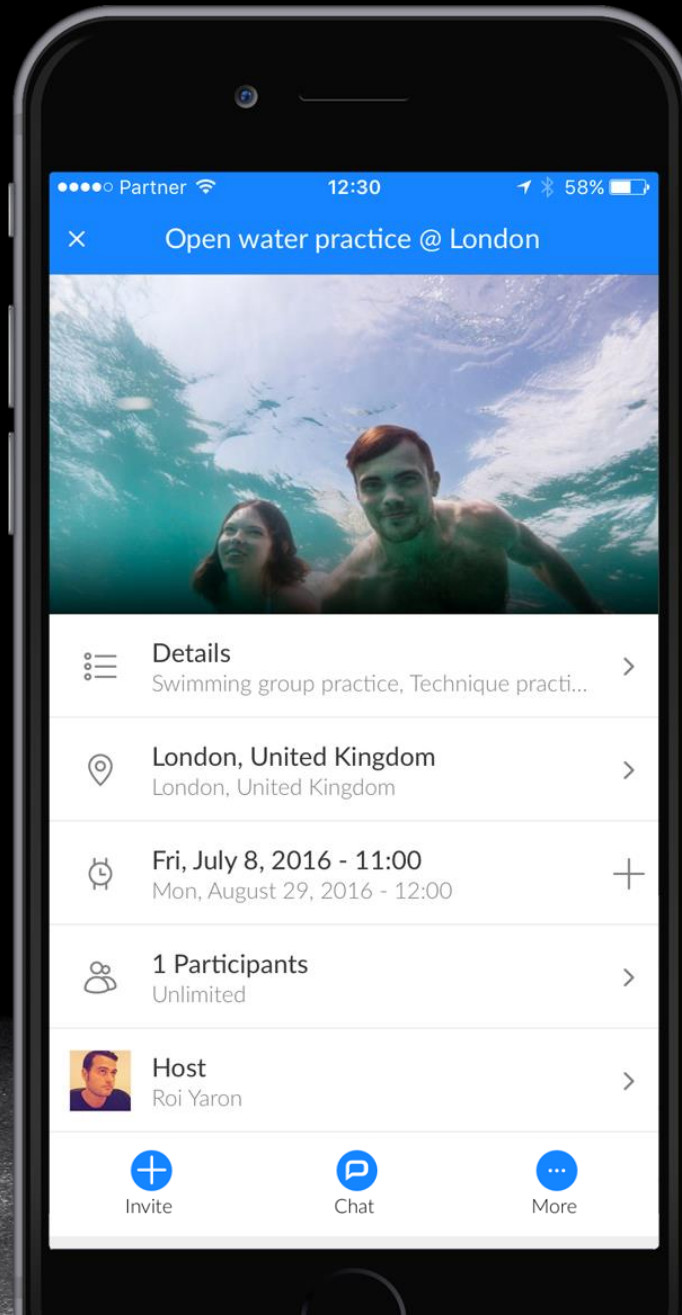 Partner 12:30 58%
Open water practice @ London
Details
Swimming group practice, Technique practi...
London, United Kingdom
London, United Kingdom
Fri, July 8, 2016 - 11:00
Mon, August 29, 2016 - 12:00
1 Participants
Unlimited
Host
Roi Yaron
Invite Chat More